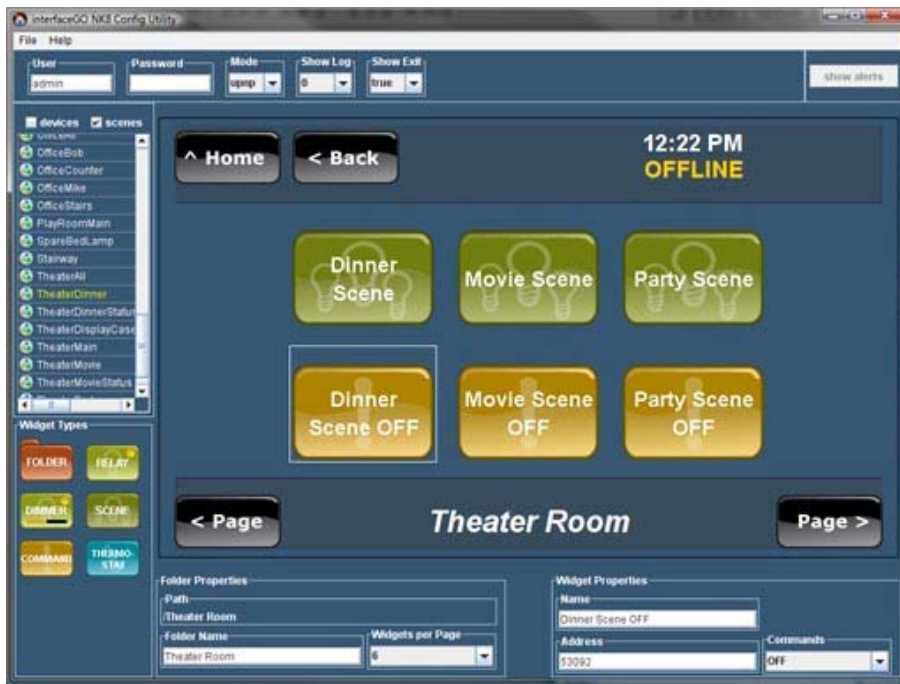 interfaceGO NK8 Config Utility
File Help
User Password Mode Show Log Show Exit
admin upnp 0 true
show alerts
devices scenes
OfficeBob
OfficeCounter
OfficeMike
OfficeStairs
PlayRoomMain
SpareBedLamp
Stairway
TheaterAll
TheaterDinner
TheaterDinnerStatus
TheaterDisplayCase
TheaterMain
TheaterMovie
TheaterMovieStatus
^ Home < Back 12:22 PM
OFFLINE
Dinner
Scene
Movie Scene
Party Scene
Dinner
Scene OFF
Movie Scene
OFF
Party Scene
OFF
< Page Theater Room Page >
Widget Types
FOLDER RELAY
DIMMER SCENE
COMMAND THERMO-
STAT
Folder Properties
Path
/Theater Room
Folder Name Widgets per Page
Theater Room 6
Widget Properties
Name
Dinner Scene OFF
Address Commands
53092 OFF